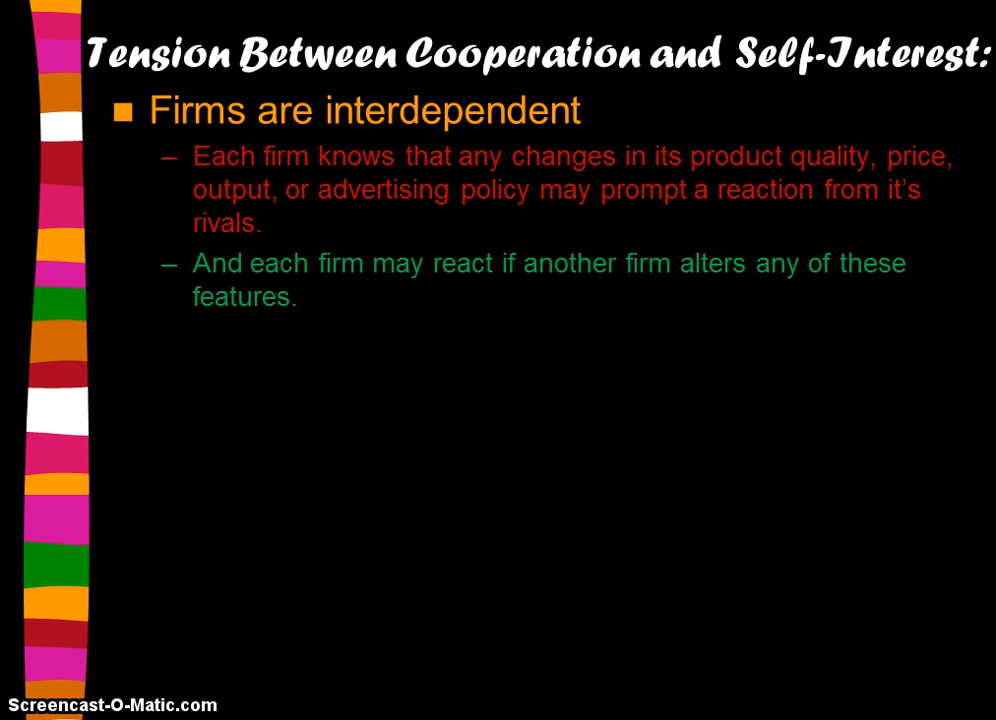 Tension Between Cooperation and Self-Interest:
■ Firms are interdependent
– Each firm knows that any changes in its product quality, price,
output, or advertising policy may prompt a reaction from it's
rivals.
– And each firm may react if another firm alters any of these
features.
Screencast-O-Matic.com